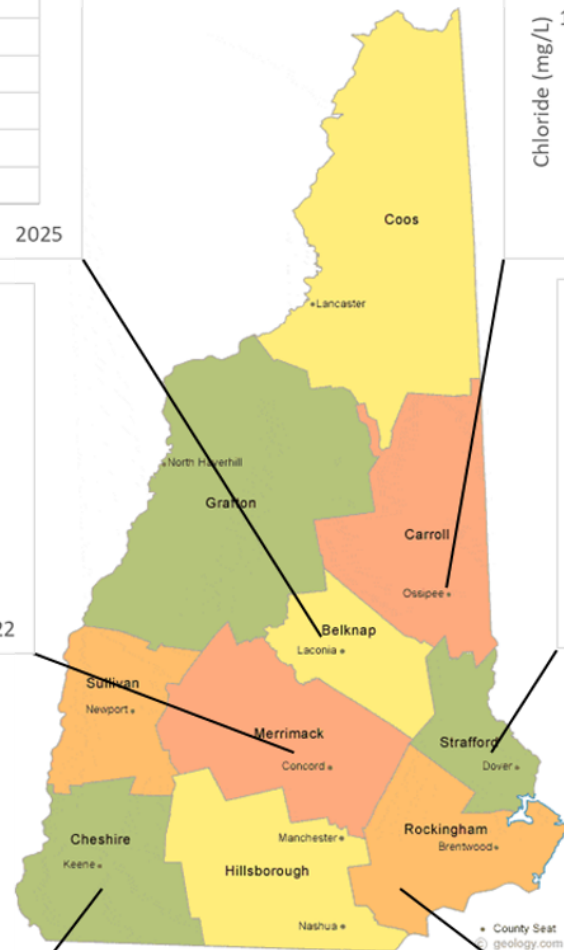 Chloride (mg/L)
1
Coos
2025
Lancaster
North Haverhill
Grafton
Carroll
Ossipee
22
Belknap
Laconia
Sullivan
Newport
Merrimack
Strafford
Concord
Dover
Rockingham
Cheshire
Manchester
Brentwood
Keene
Hillsborough
Nashua
County Seat
© geology.com